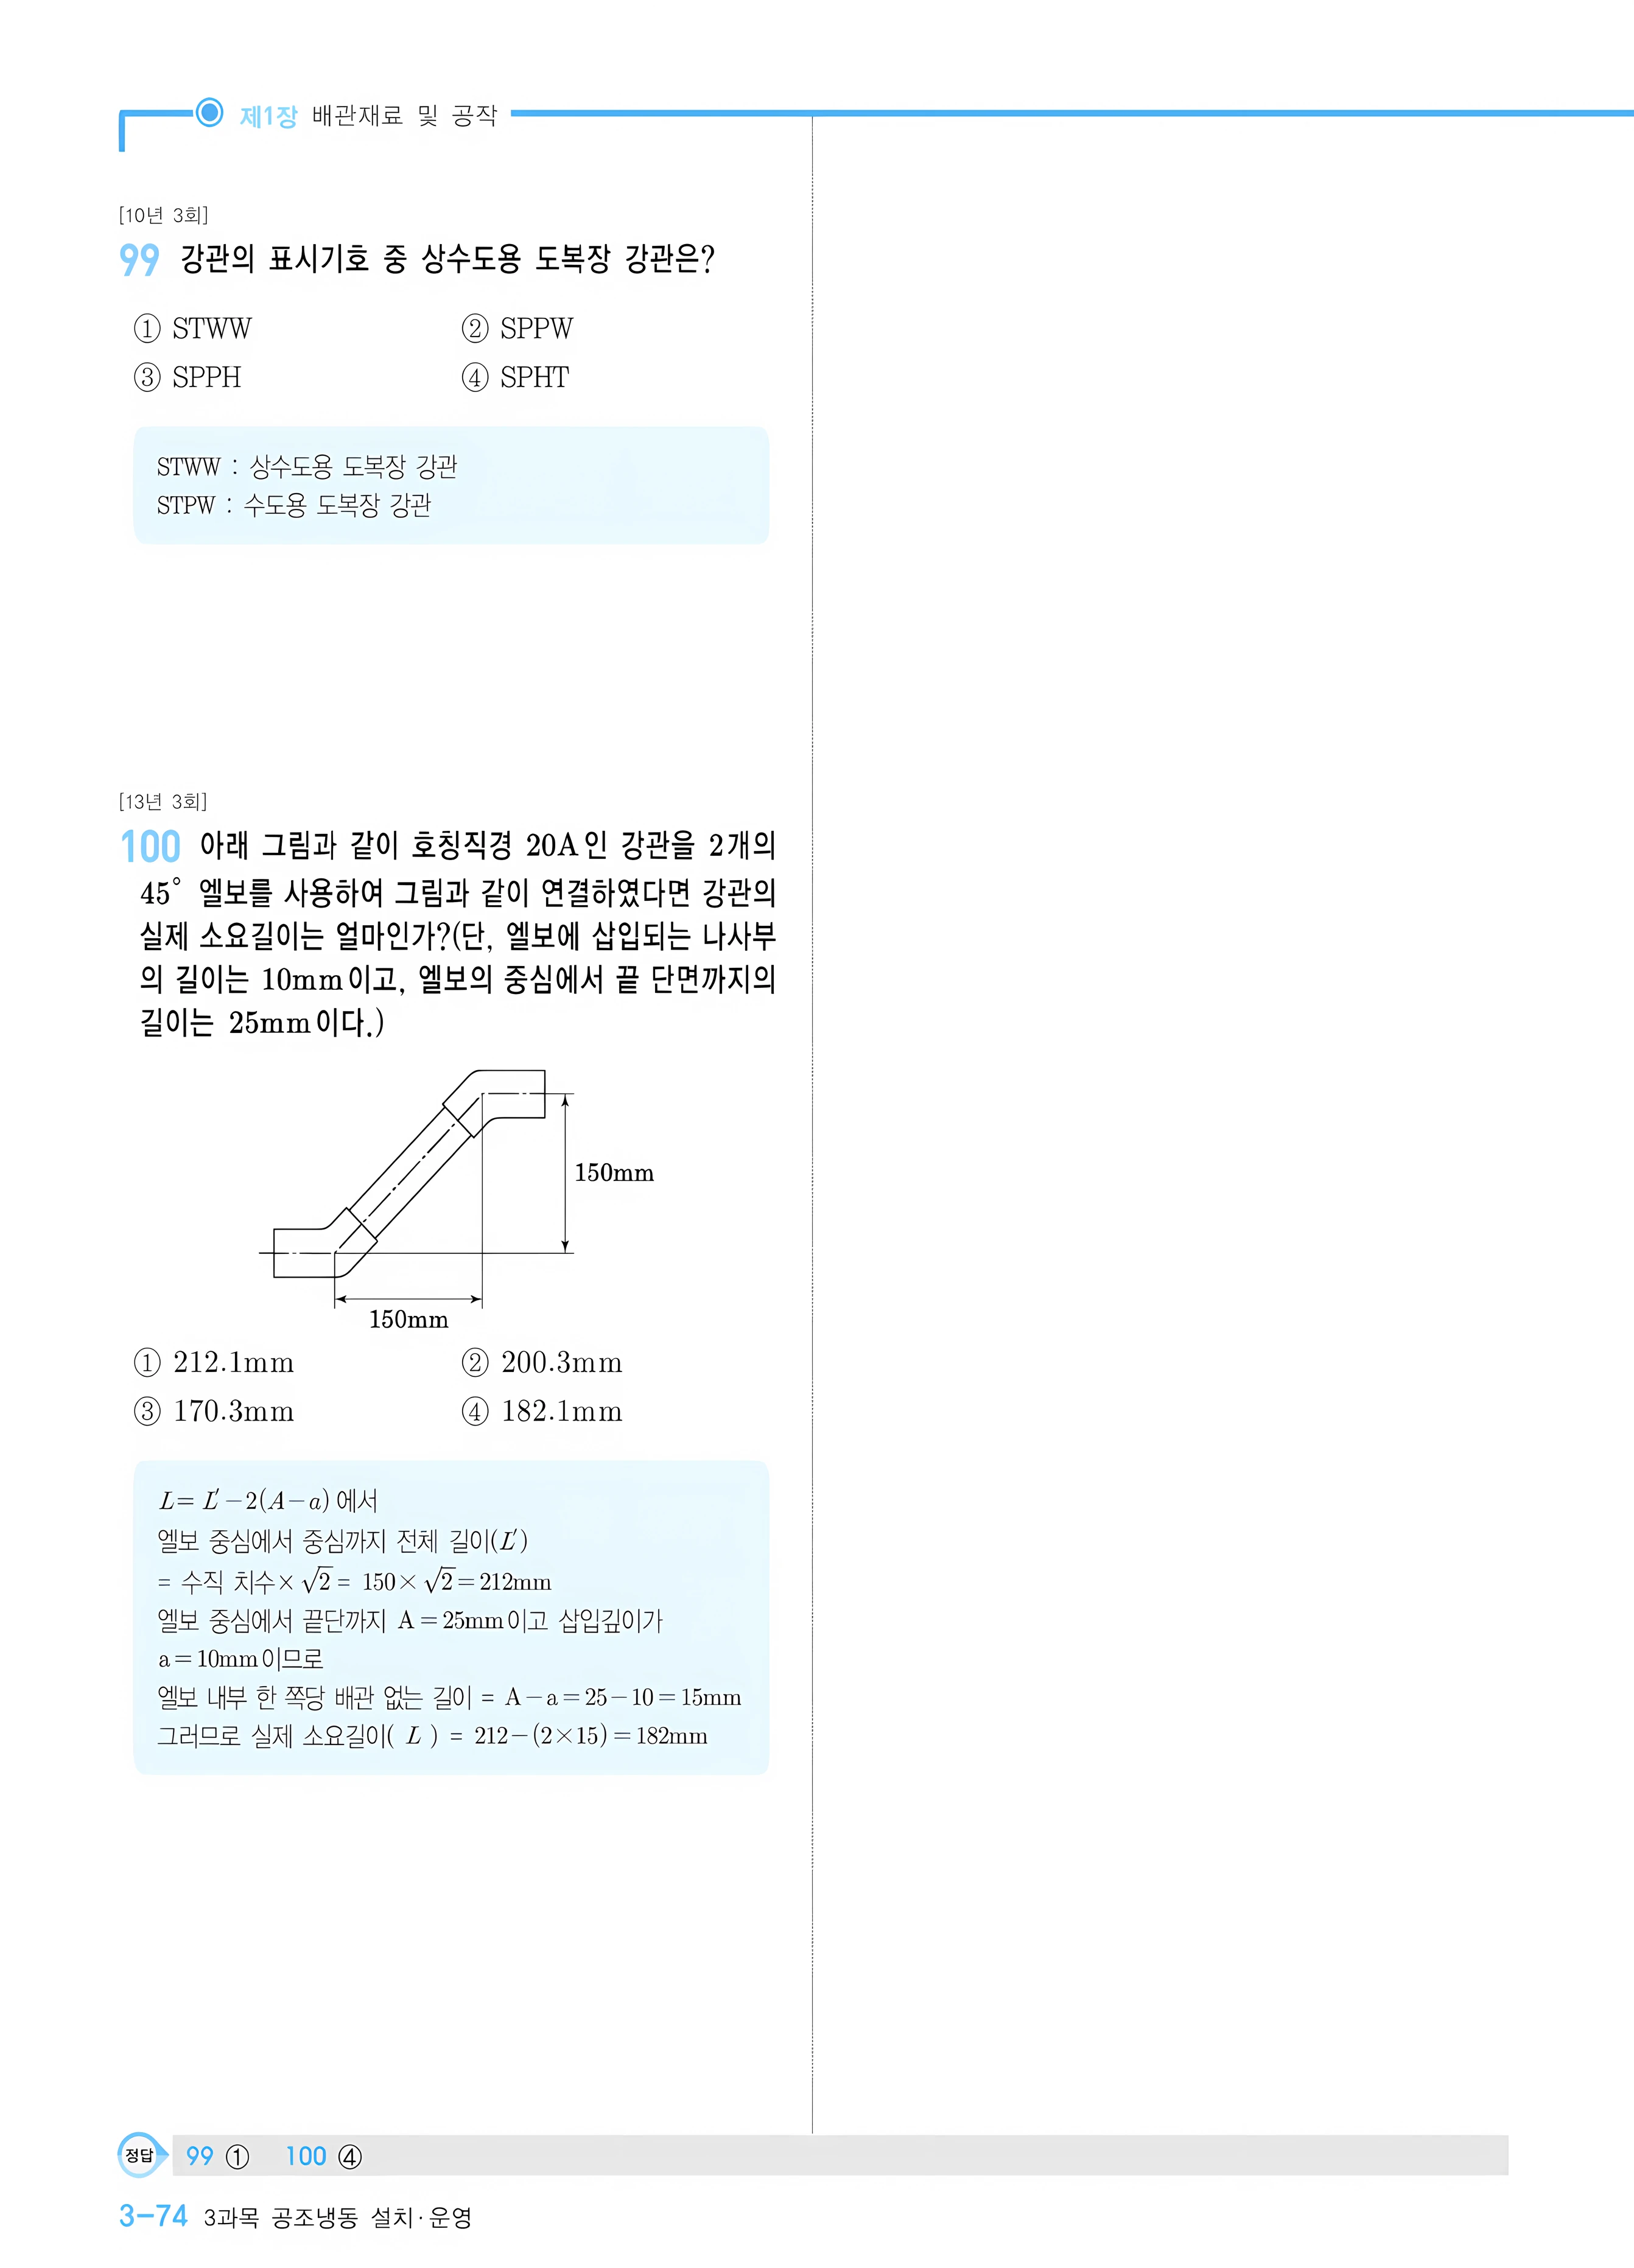 제1장 배관재료 및 공작
[10년 3회]
99 강관의 표시기호 중 상수도용 도복장 강관은?
① STWW ② SPPW
③ SPPH ④ SPHT
STWW : 상수도용 도복장 강관
STPW : 수도용 도복장 강관
[13년 3회]
100 아래 그림과 같이 호칭직경 20A인 강관을 2개의
45° 엘보를 사용하여 그림과 같이 연결하였다면 강관의
실제 소요길이는 얼마인가?(단, 엘보에 삽입되는 나사부
의 길이는 10mm이고, 엘보의 중심에서 끝 단면까지의
길이는 25mm이다.)
150mm
150mm
① 212.1mm ② 200.3mm
③ 170.3mm ④ 182.1mm
L = L′ − 2(A − a)에서
엘보 중심에서 중심까지 전체 길이(L′)
= 수직 치수 × √2 = 150 × √2 = 212mm
엘보 중심에서 끝단까지 A = 25mm이고 삽입깊이가
a = 10mm이므로
엘보 내부 한 쪽당 배관 없는 길이 = A − a = 25 − 10 = 15mm
그러므로 실제 소요길이( L ) = 212 − (2×15) = 182mm
정답 99 ① 100 ④
3-74 3과목 공조냉동 설치·운영